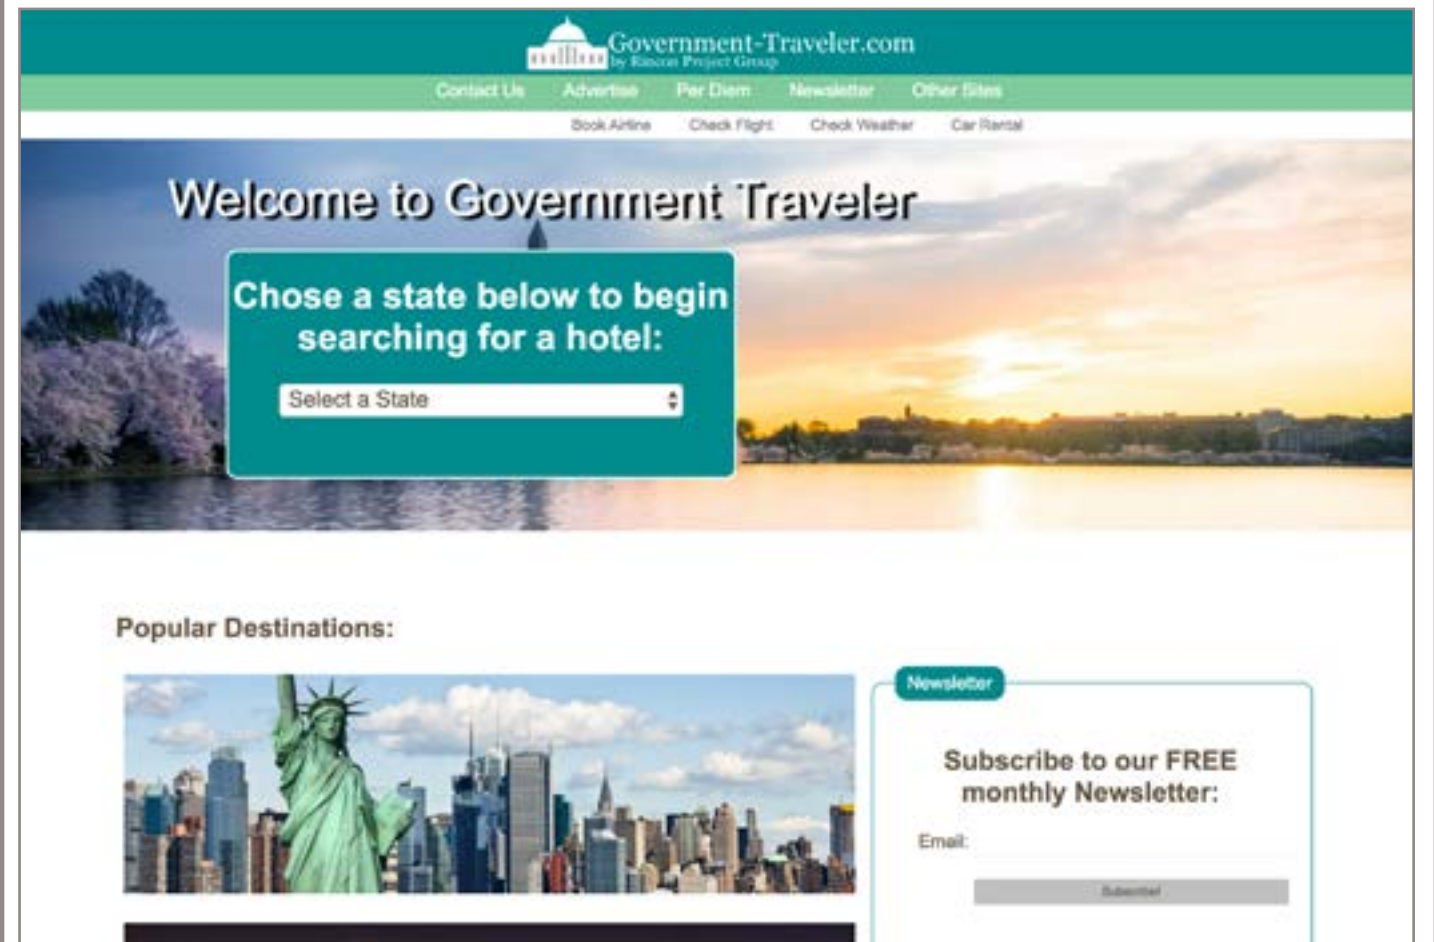 Government-Traveler.com
by Rincon Project Group
Contact Us Advertise Per Diem Newsletter Other Sites
Book Airline Check Flight Check Weather Car Rental
Welcome to Government Traveler
Chose a state below to begin
searching for a hotel:
Select a State
Popular Destinations:
Newsletter
Subscribe to our FREE
monthly Newsletter:
Email:
Subscribe!